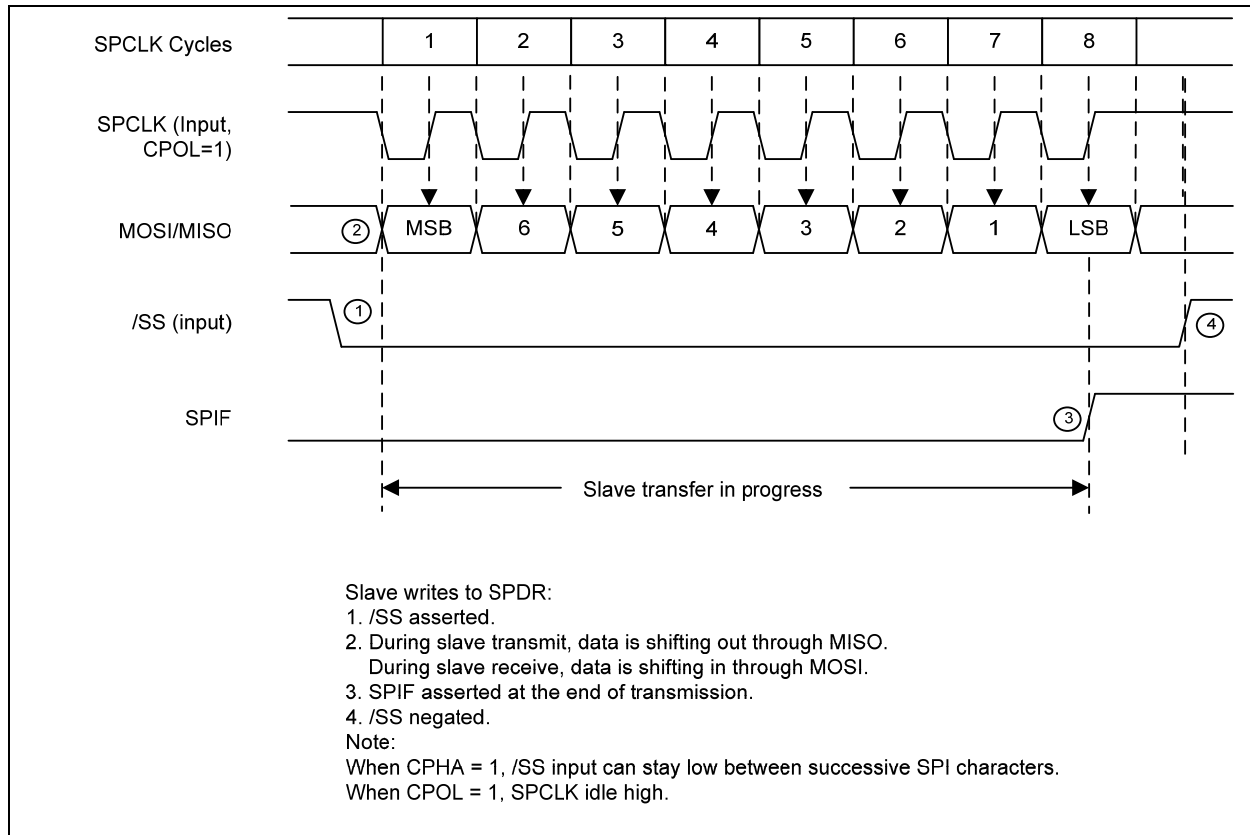 SPCLK Cycles 1 2 3 4 5 6 7 8
SPCLK (Input,
CPOL=1)
MOSI/MISO 2 MSB 6 5 4 3 2 1 LSB
/SS (input) 1 4
SPIF 3
Slave transfer in progress
Slave writes to SPDR:
1. /SS asserted.
2. During slave transmit, data is shifting out through MISO.
During slave receive, data is shifting in through MOSI.
3. SPIF asserted at the end of transmission.
4. /SS negated.
Note:
When CPHA = 1, /SS input can stay low between successive SPI characters.
When CPOL = 1, SPCLK idle high.